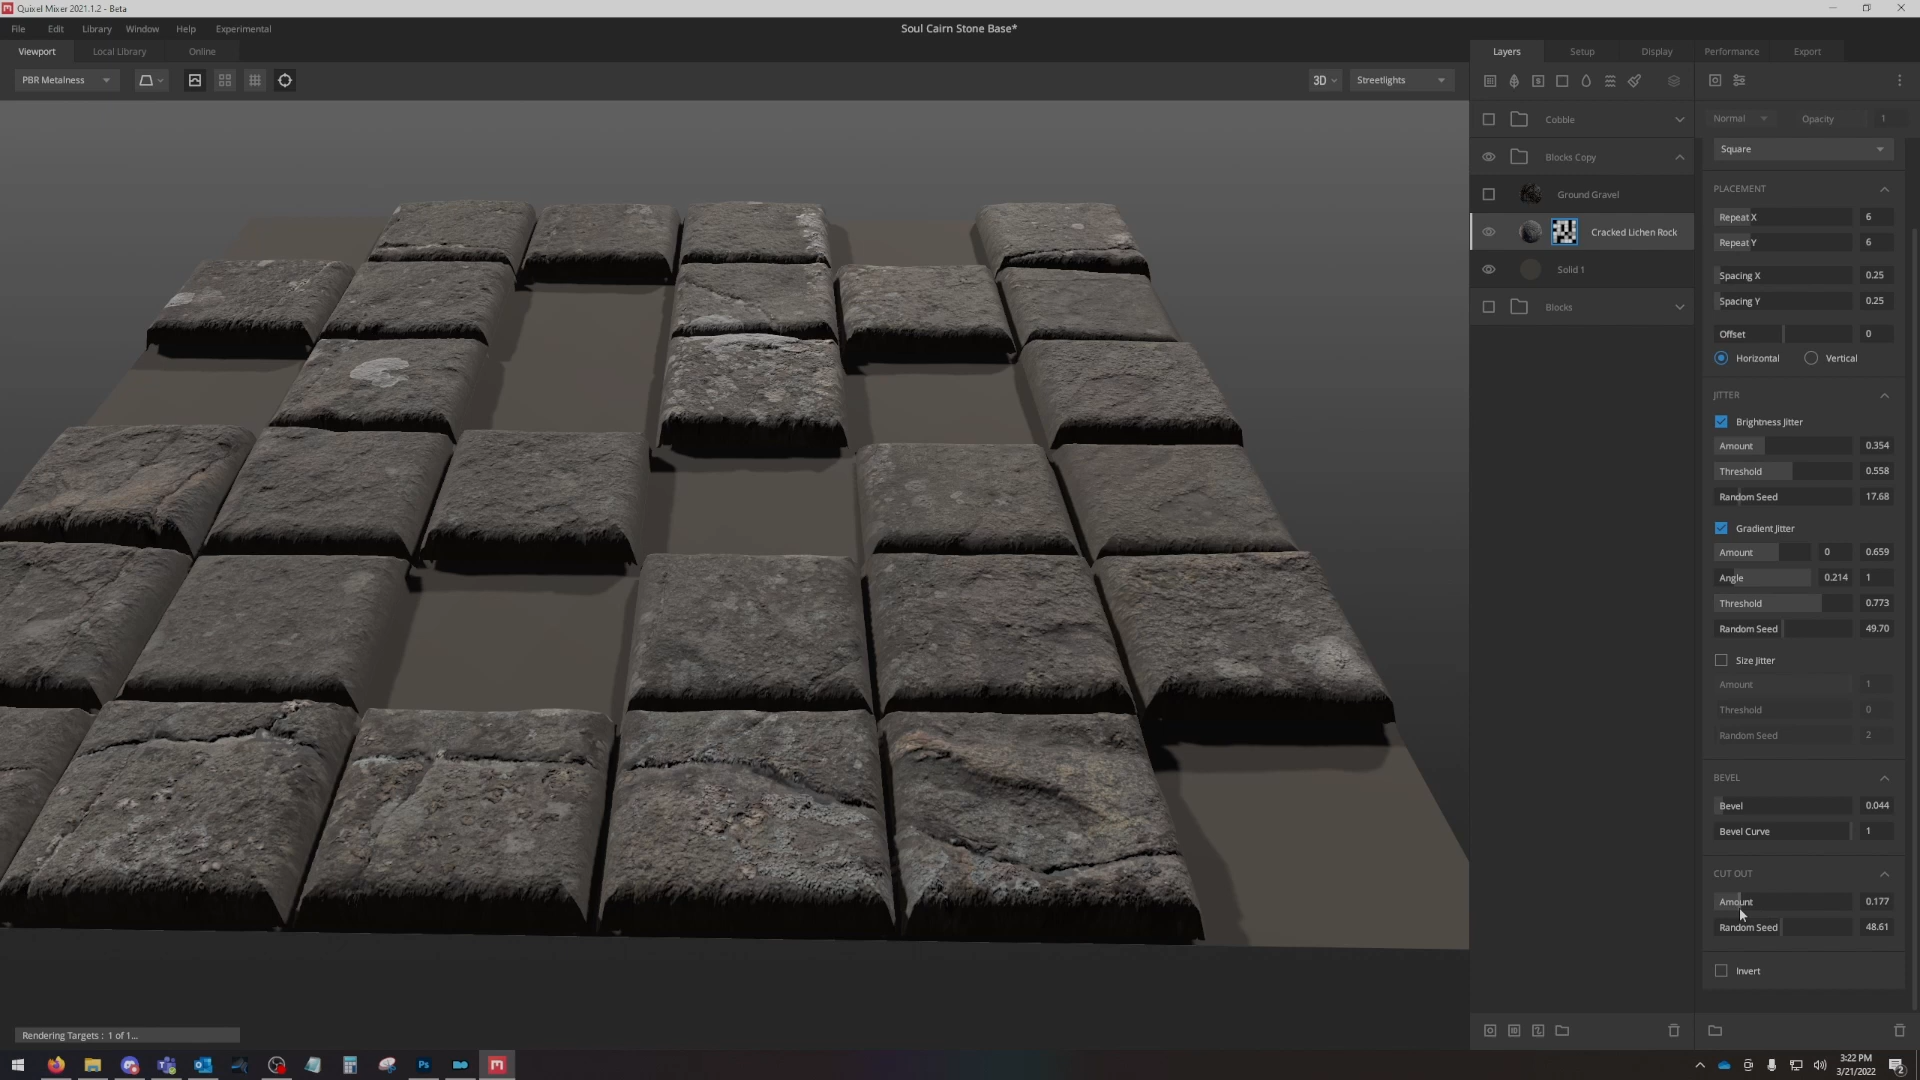 Quixel Mixer 2021.1.2 - Beta
File Edit Library Window Help Experimental
Soul Cairn Stone Base*
Viewport Local Library Online
Layers Setup Display Performance Export
PBR Metalness
3D Streetlights
Cobble
Blocks Copy
Ground Gravel
Cracked Lichen Rock
Solid 1
Blocks
Normal Opacity 1
Square
PLACEMENT
Repeat X 6
Repeat Y 6
Spacing X 0.25
Spacing Y 0.25
Offset 0
Horizontal Vertical
JITTER
Brightness Jitter
Amount 0.354
Threshold 0.558
Random Seed 17.68
Gradient Jitter
Amount 0 0.659
Angle 0.214 1
Threshold 0.773
Random Seed 49.70
Size Jitter
Amount 1
Threshold 0
Random Seed 2
BEVEL
Bevel 0.044
Bevel Curve 1
CUT OUT
Amount 0.177
Random Seed 48.61
Invert
Rendering Targets : 1 of 1...
Ps
3:22 PM
3/21/2022
2